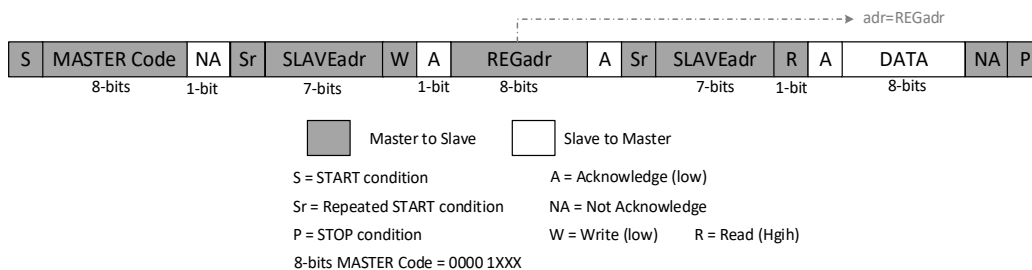 adr=REGadr
S MASTER Code NA Sr SLAVEadr W A REGadr A Sr SLAVEadr R A DATA NA P
8-bits 1-bit 7-bits 1-bit 8-bits 7-bits 1-bit 8-bits
Master to Slave Slave to Master
S = START condition A = Acknowledge (low)
Sr = Repeated START condition NA = Not Acknowledge
P = STOP condition W = Write (low) R = Read (Hgih)
8-bits MASTER Code = 0000 1XXX